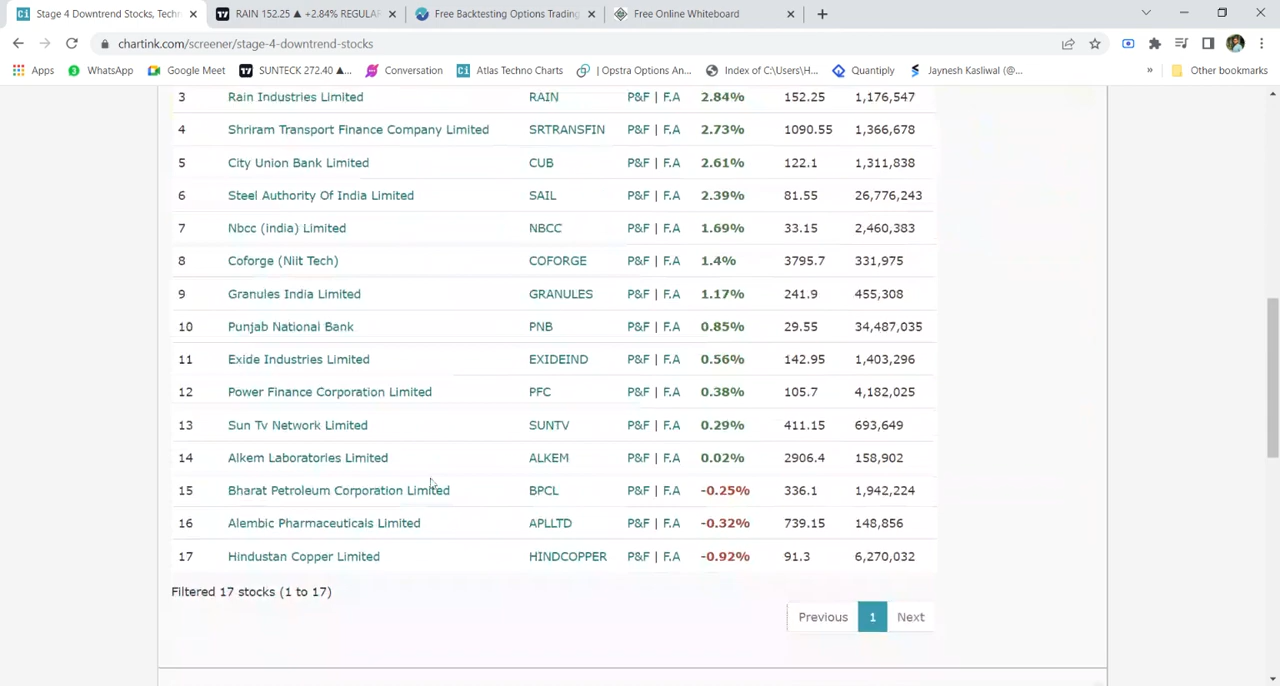 Stage 4 Downtrend Stocks, Techn
RAIN 152.25 ▲ +2.84% REGULAR
Free Backtesting Options Trading
Free Online Whiteboard
chartink.com/screener/stage-4-downtrend-stocks
Apps WhatsApp Google Meet SUNTECK 272.40 ▲... Conversation Atlas Techno Charts | Opstra Options An... Index of C:\Users\H... Quantiply Jaynesh Kasliwal (@... » Other bookmarks
3 Rain Industries Limited RAIN P&F | F.A 2.84% 152.25 1,176,547
4 Shriram Transport Finance Company Limited SRTRANSFIN P&F | F.A 2.73% 1090.55 1,366,678
5 City Union Bank Limited CUB P&F | F.A 2.61% 122.1 1,311,838
6 Steel Authority Of India Limited SAIL P&F | F.A 2.39% 81.55 26,776,243
7 Nbcc (india) Limited NBCC P&F | F.A 1.69% 33.15 2,460,383
8 Coforge (Niit Tech) COFORGE P&F | F.A 1.4% 3795.7 331,975
9 Granules India Limited GRANULES P&F | F.A 1.17% 241.9 455,308
10 Punjab National Bank PNB P&F | F.A 0.85% 29.55 34,487,035
11 Exide Industries Limited EXIDEIND P&F | F.A 0.56% 142.95 1,403,296
12 Power Finance Corporation Limited PFC P&F | F.A 0.38% 105.7 4,182,025
13 Sun Tv Network Limited SUNTV P&F | F.A 0.29% 411.15 693,649
14 Alkem Laboratories Limited ALKEM P&F | F.A 0.02% 2906.4 158,902
15 Bharat Petroleum Corporation Limited BPCL P&F | F.A -0.25% 336.1 1,942,224
16 Alembic Pharmaceuticals Limited APLLTD P&F | F.A -0.32% 739.15 148,856
17 Hindustan Copper Limited HINDCOPPER P&F | F.A -0.92% 91.3 6,270,032
Filtered 17 stocks (1 to 17)
Previous 1 Next